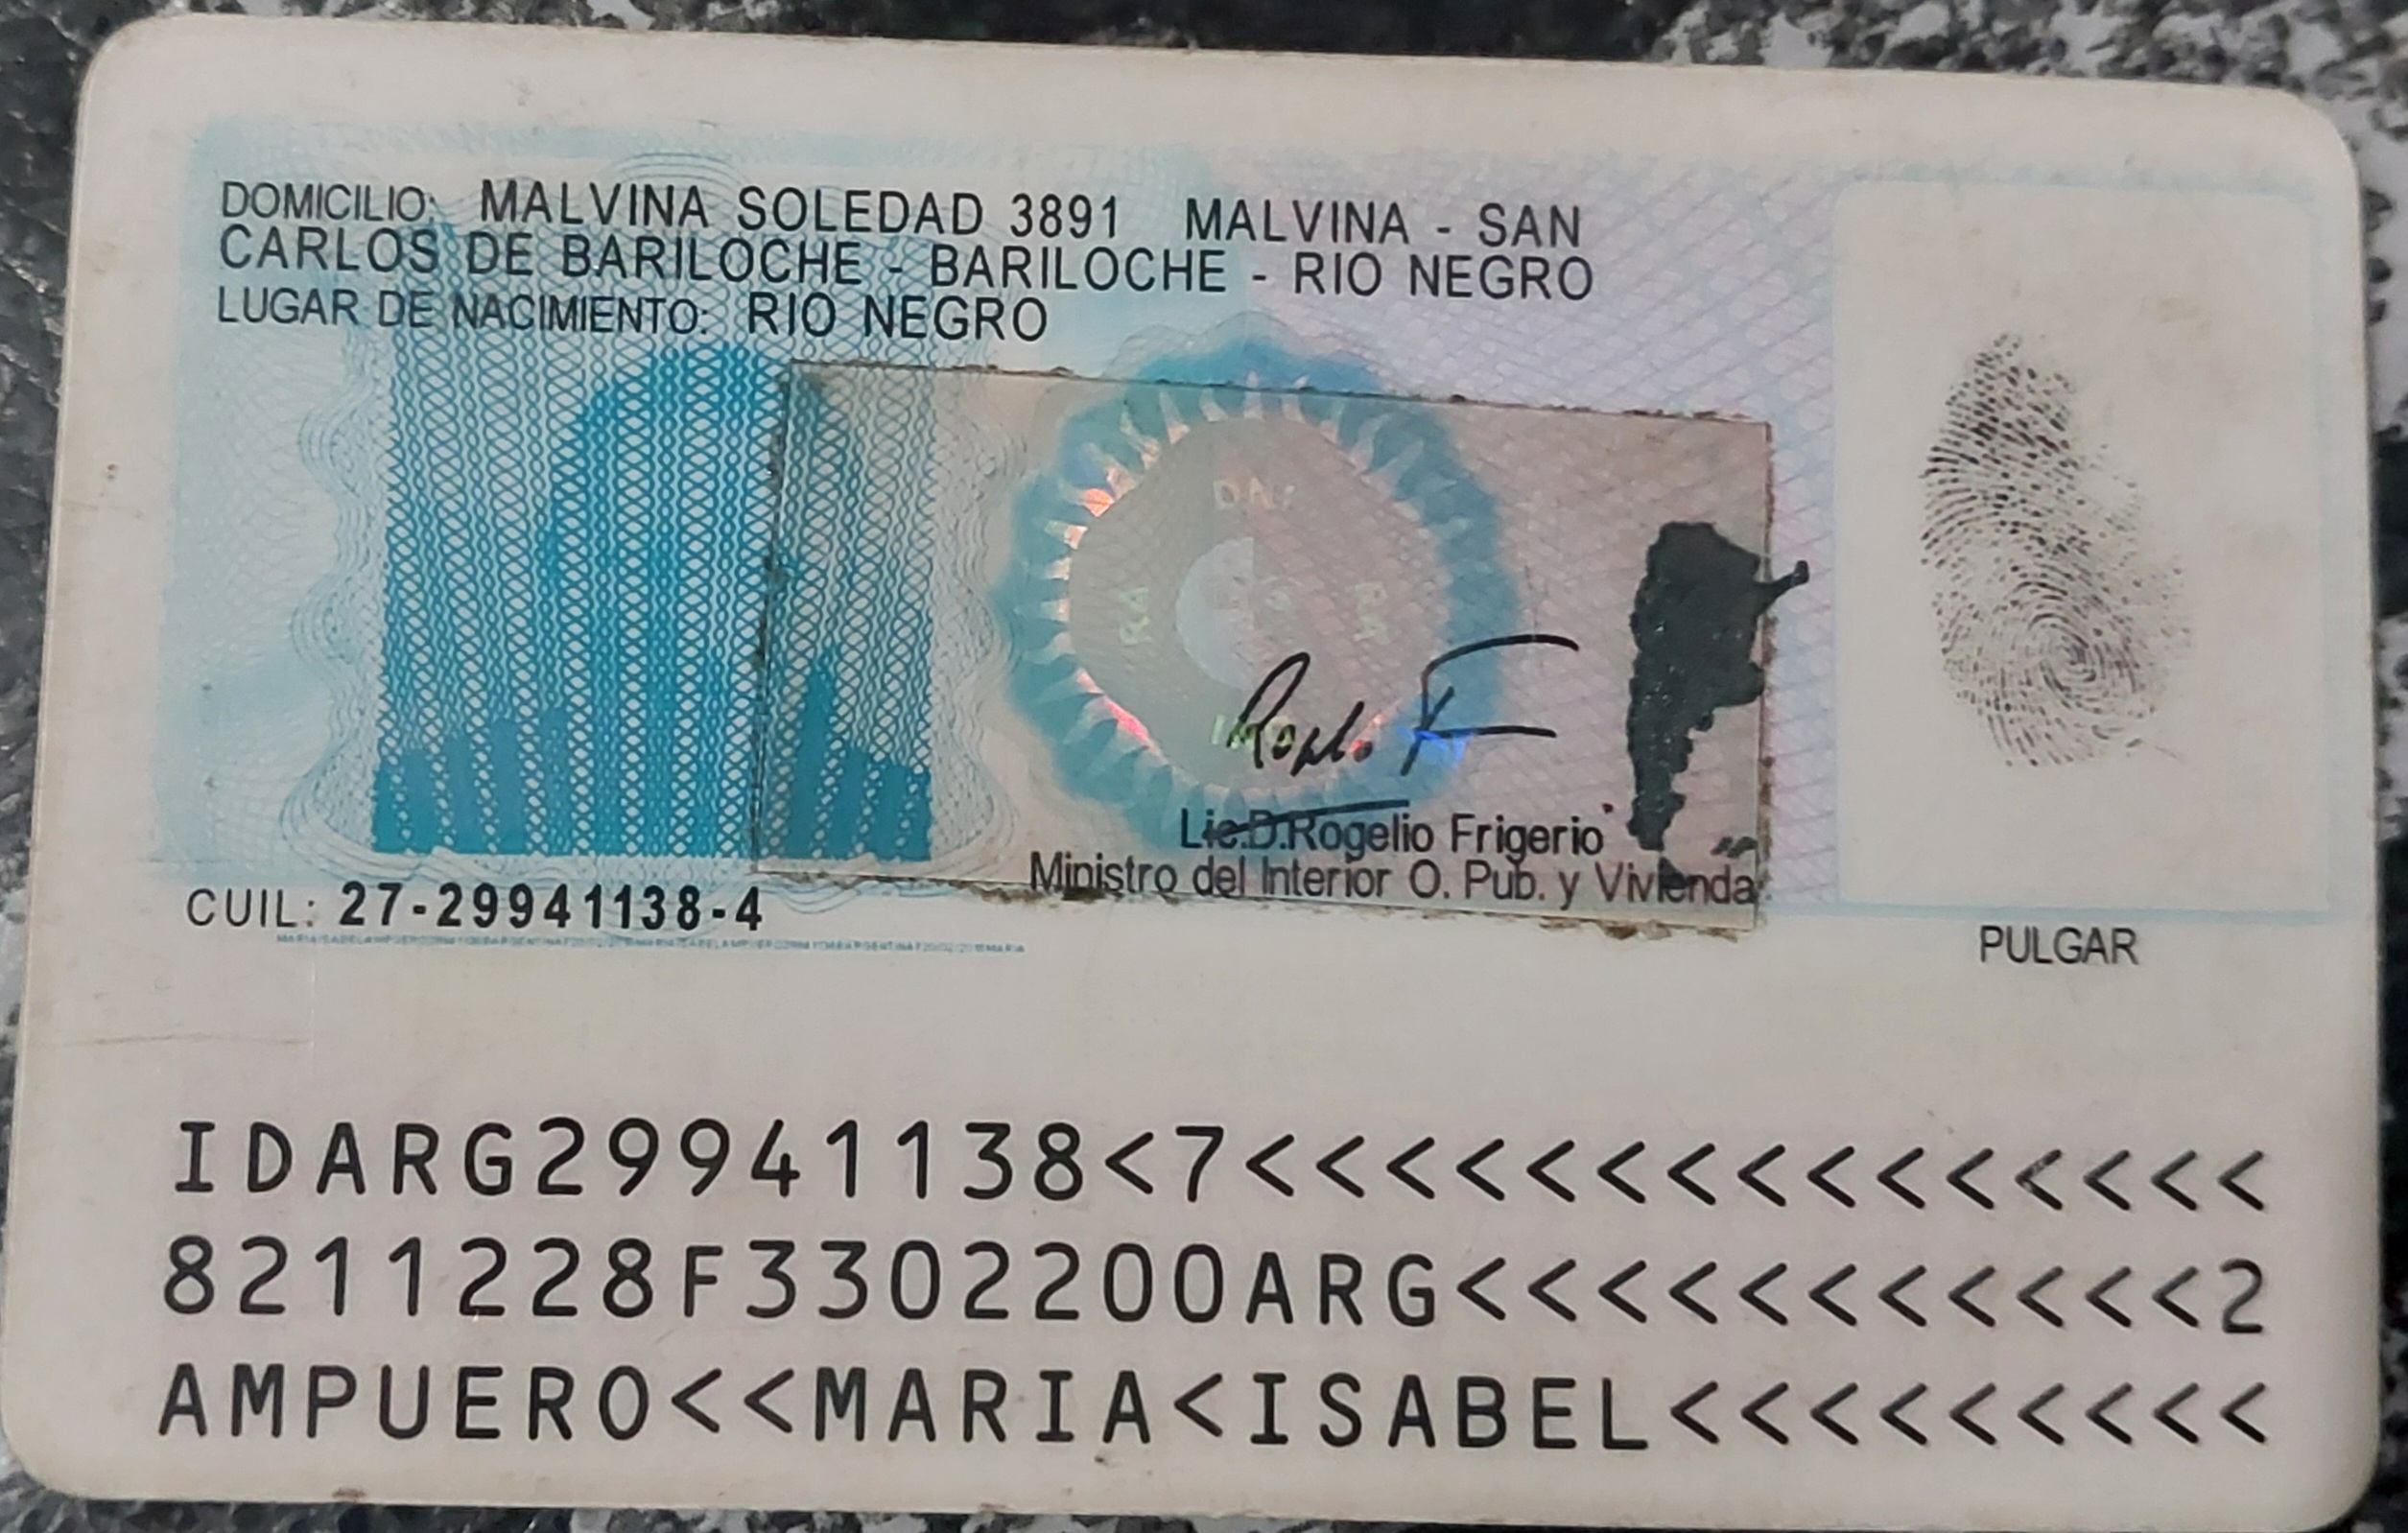 DOMICILIO: MALVINA SOLEDAD 3891 MALVINA - SAN
CARLOS DE BARILOCHE - BARILOCHE - RIO NEGRO
LUGAR DE NACIMIENTO: RIO NEGRO
Lic.D.Rogelio Frigerio
Ministro del Interior O. Pub. y Vivienda
CUIL: 27-29941138-4
PULGAR
IDARG29941138<7<<<<<<<<<<<<<<<
8211228F3302200ARG<<<<<<<<<<<2
AMPUERO<<MARIA<ISABEL<<<<<<<<<